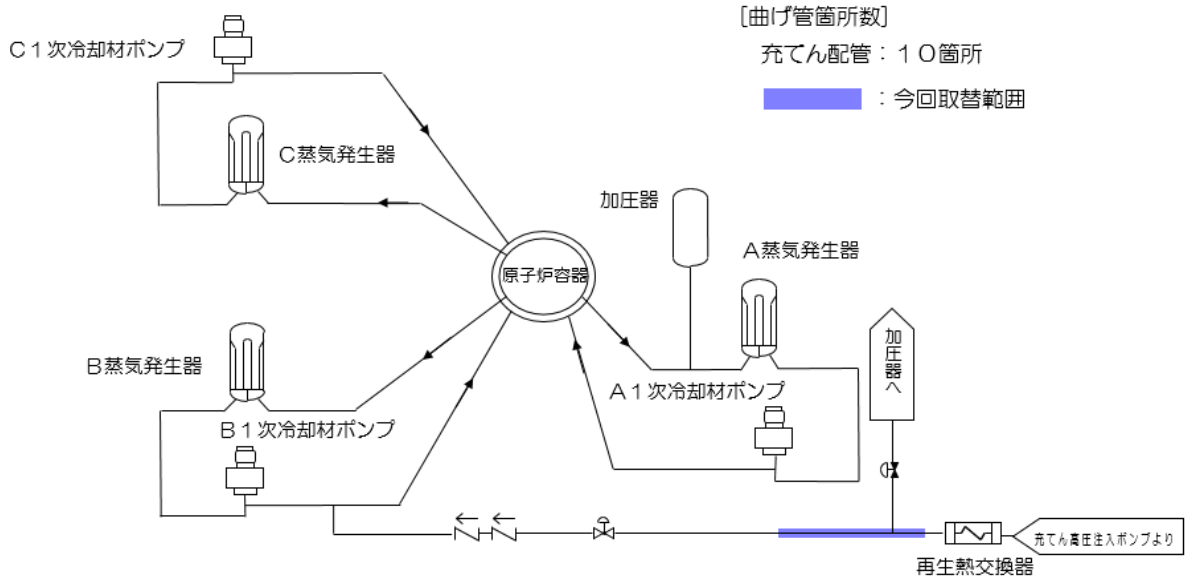 [曲げ管箇所数]
充てん配管：１０箇所
：今回取替範囲
Ｃ１次冷却材ポンプ
Ｃ蒸気発生器
加圧器
Ａ蒸気発生器
原子炉容器
加圧器へ
Ｂ蒸気発生器
Ａ１次冷却材ポンプ
Ｂ１次冷却材ポンプ
充てん高圧注入ポンプより
再生熱交換器